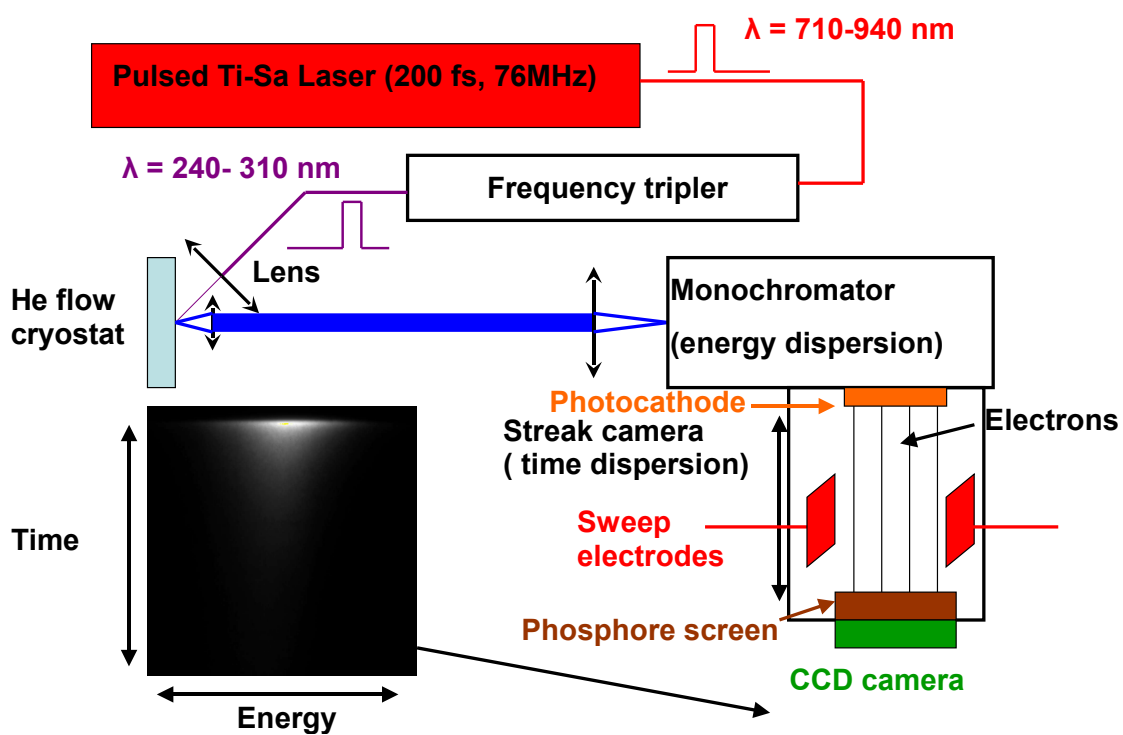 λ = 710-940 nm
Pulsed Ti-Sa Laser (200 fs, 76MHz)
λ = 240- 310 nm
Frequency tripler
Lens
He flow
cryostat
Monochromator
(energy dispersion)
Photocathode
Electrons
Streak camera
( time dispersion)
Time
Sweep
electrodes
Phosphore screen
CCD camera
Energy